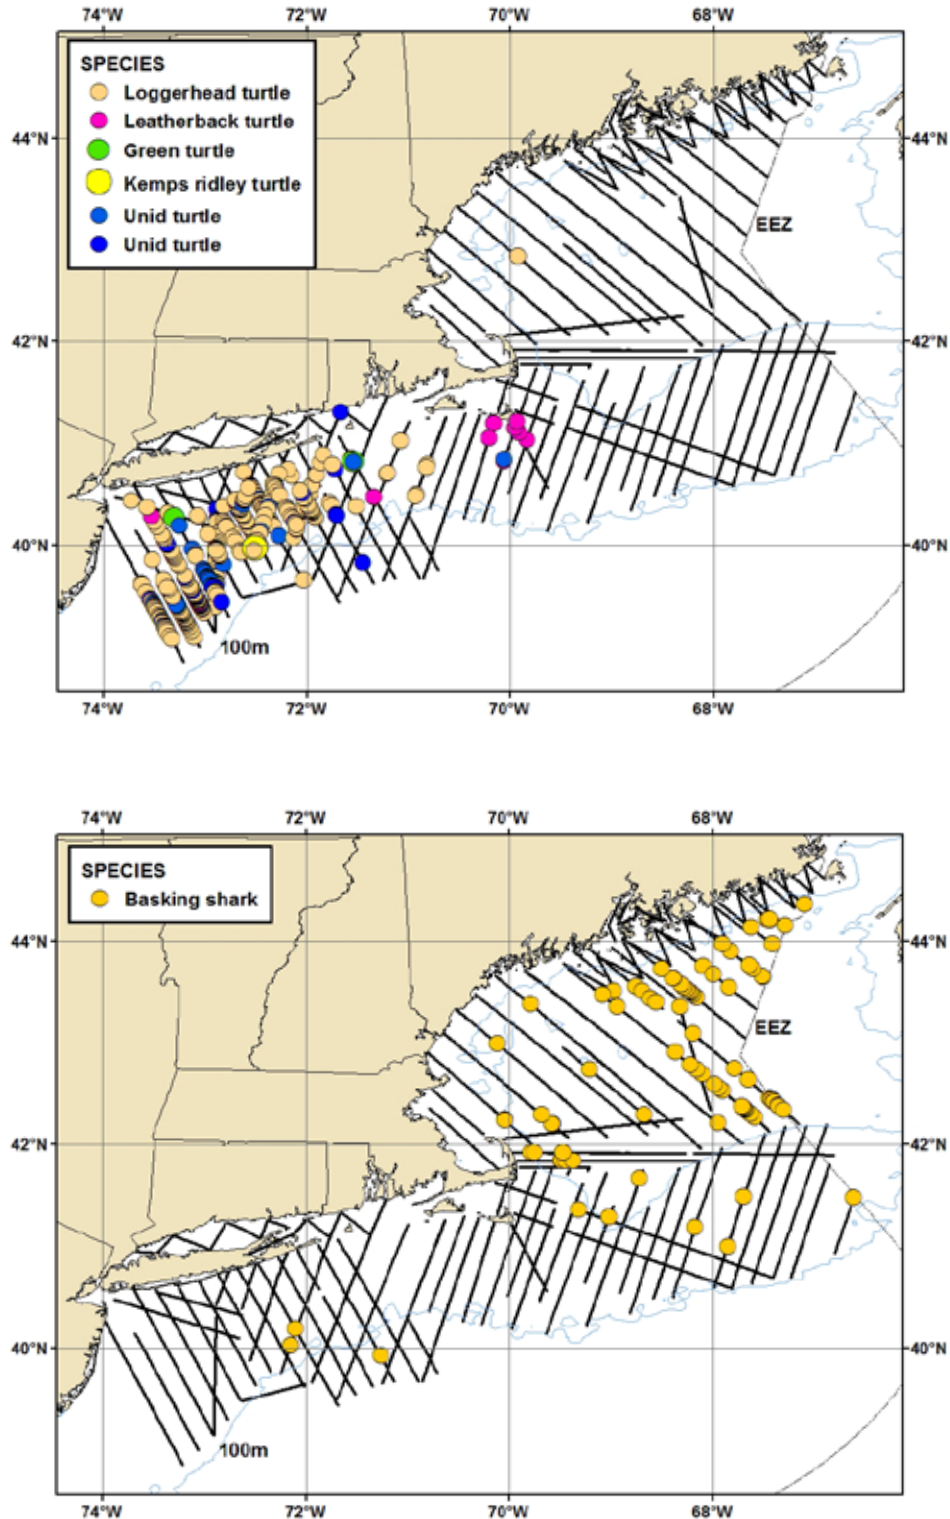 74°W 72°W 70°W 68°W
SPECIES
Loggerhead turtle
Leatherback turtle
Green turtle
Kemps ridley turtle
Unid turtle
Unid turtle
44°N 44°N
EEZ
42°N 42°N
40°N 40°N
100m
74°W 72°W 70°W 68°W
74°W 72°W 70°W 68°W
SPECIES
Basking shark
44°N 44°N
EEZ
42°N 42°N
40°N 40°N
100m
74°W 72°W 70°W 68°W